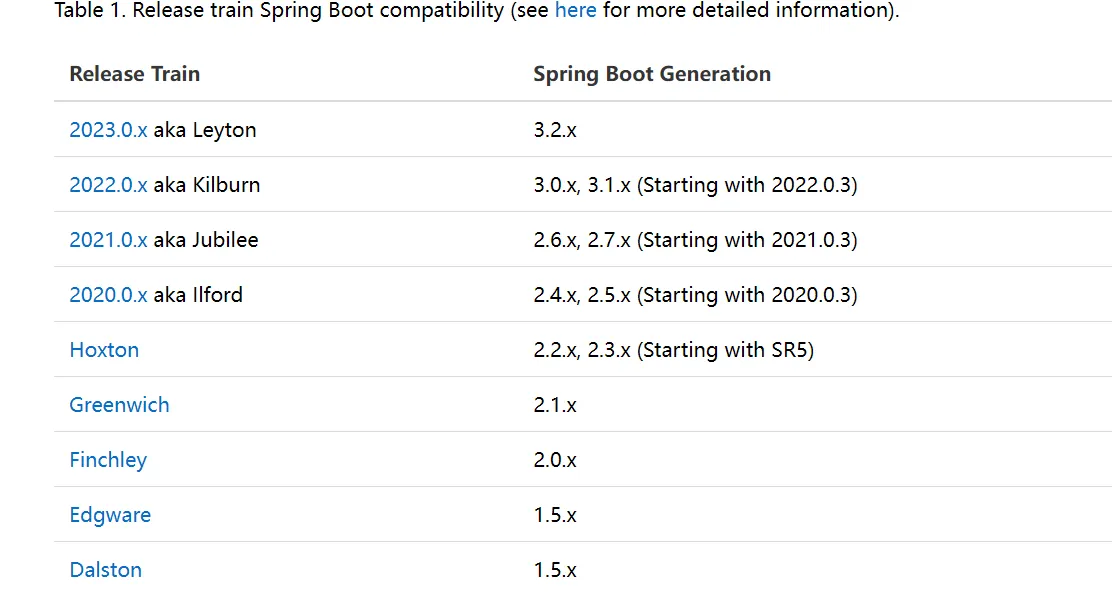 Table 1. Release train Spring Boot compatibility (see here for more detailed information).
Release Train Spring Boot Generation
2023.0.x aka Leyton 3.2.x
2022.0.x aka Kilburn 3.0.x, 3.1.x (Starting with 2022.0.3)
2021.0.x aka Jubilee 2.6.x, 2.7.x (Starting with 2021.0.3)
2020.0.x aka Ilford 2.4.x, 2.5.x (Starting with 2020.0.3)
Hoxton 2.2.x, 2.3.x (Starting with SR5)
Greenwich 2.1.x
Finchley 2.0.x
Edgware 1.5.x
Dalston 1.5.x